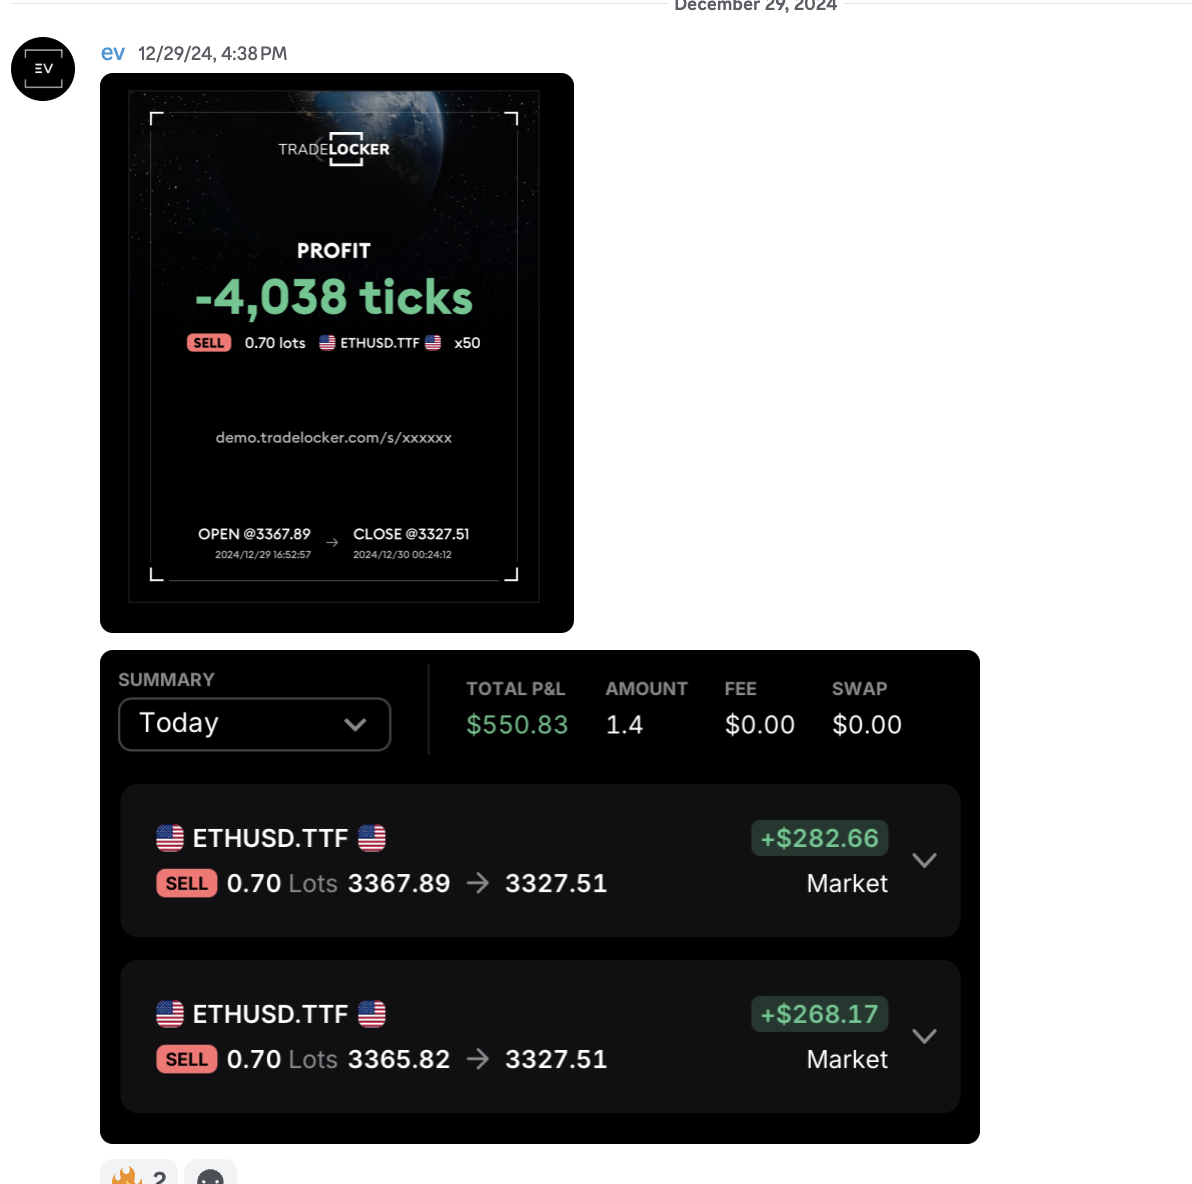 December 29, 2024
EV
ev 12/29/24, 4:38 PM
TRADELOCKER
PROFIT
-4,038 ticks
SELL 0.70 lots ETHUSD.TTF x50
demo.tradelocker.com/s/xxxxxx
OPEN @3367.89 → CLOSE @3327.51
2024/12/29 16:52:57 2024/12/30 00:24:12
SUMMARY
Today
TOTAL P&L AMOUNT FEE SWAP
$550.83 1.4 $0.00 $0.00
ETHUSD.TTF +$282.66
SELL 0.70 Lots 3367.89 → 3327.51 Market
ETHUSD.TTF +$268.17
SELL 0.70 Lots 3365.82 → 3327.51 Market
2